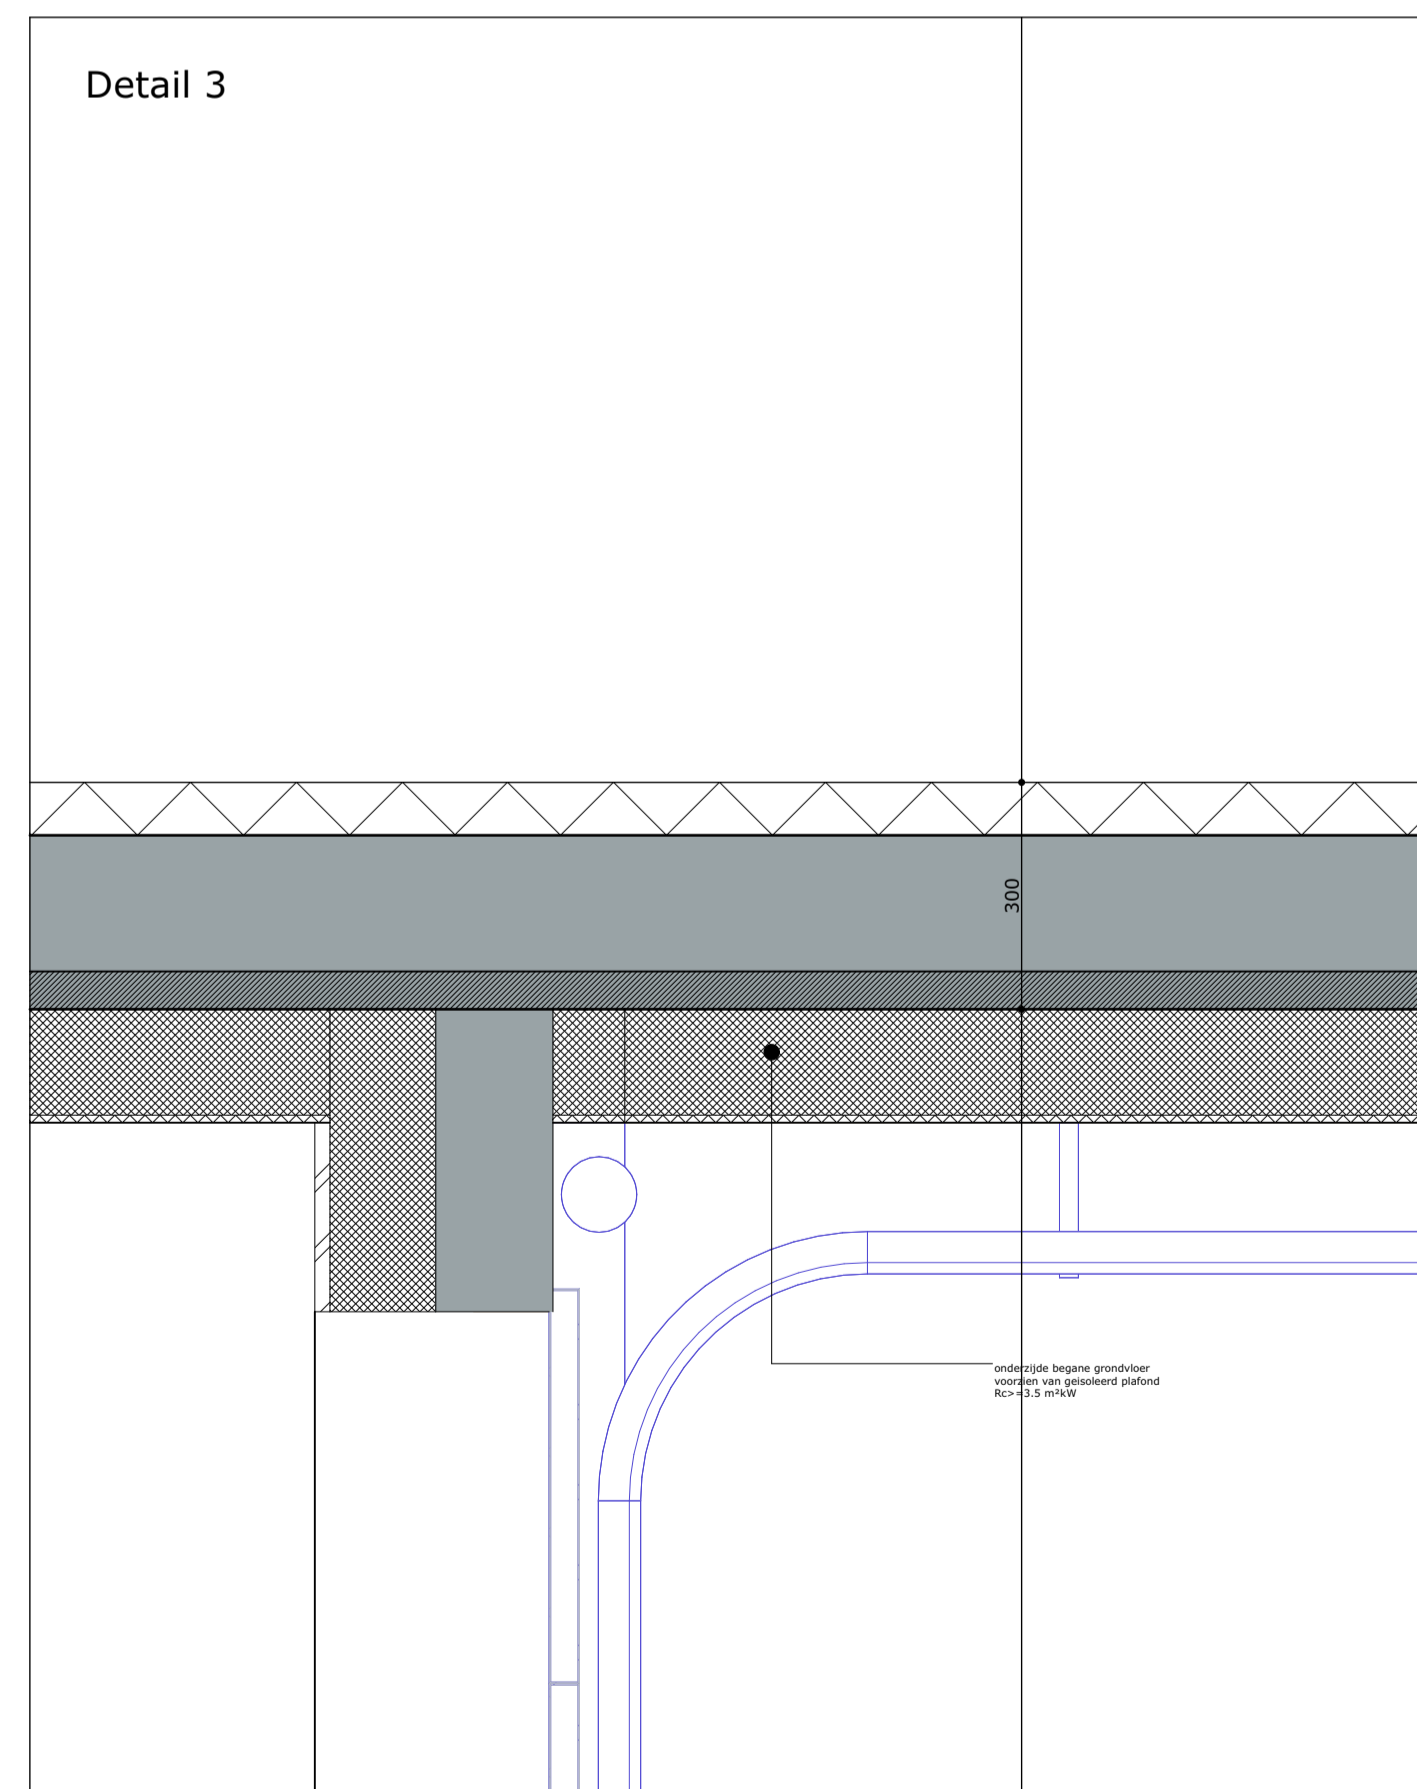 Detail 3
300
onderzijde begane grondvloer
voorzien van geisoleerd plafond
Rc>=3.5 m²kW